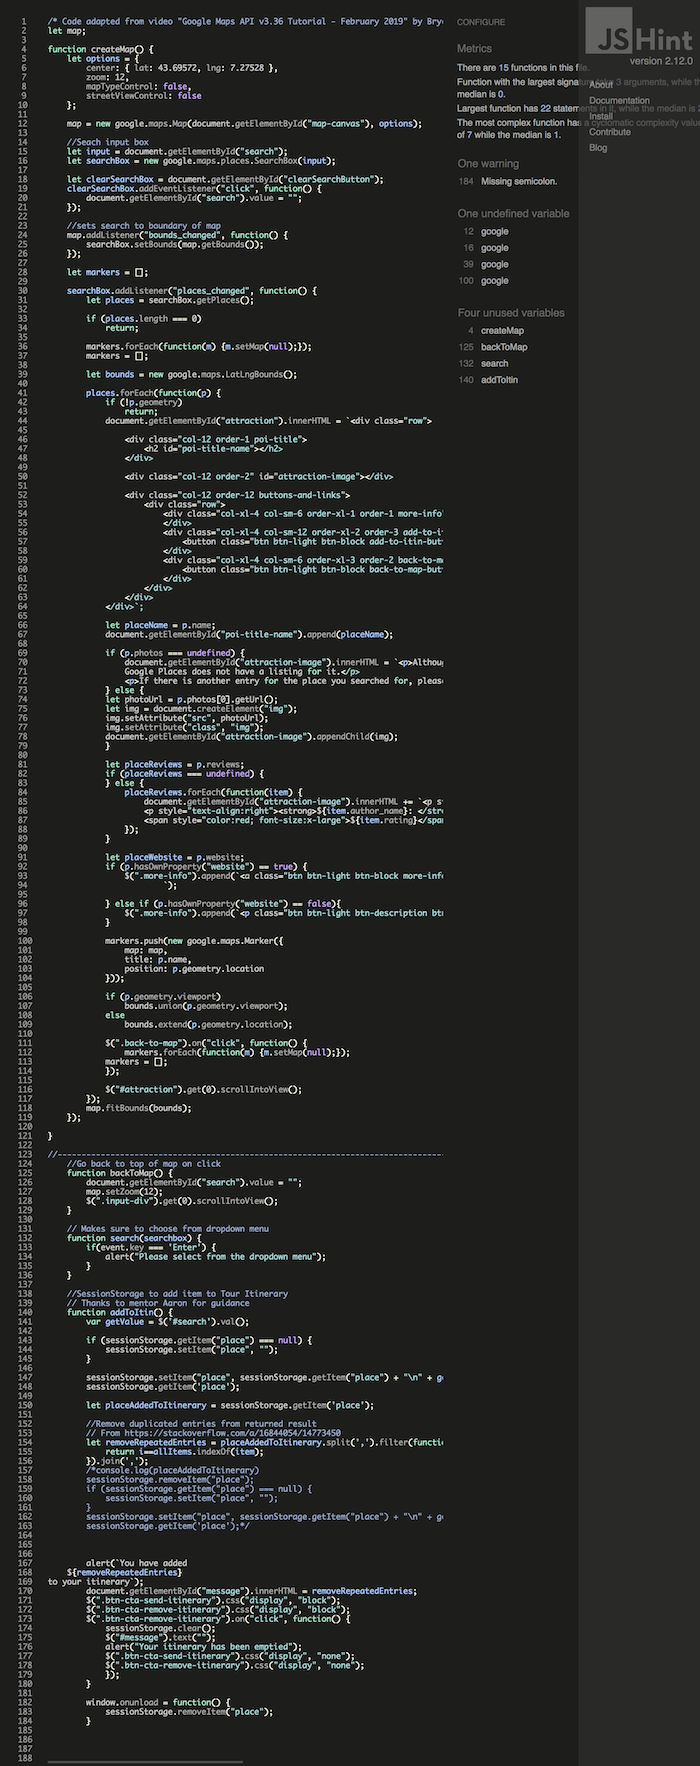 1 /* Code adapted from video "Google Maps API v3.36 Tutorial - February 2019" by Bryc
2 let map;
3
4 function createMap() {
5 let options = {
6 center: { lat: 43.69572, lng: 7.27528 },
7 zoom: 12,
8 mapTypeControl: false,
9 streetViewControl: false
10 };
11
12 map = new google.maps.Map(document.getElementById("map-canvas"), options);
13
14 //Seach input box
15 let input = document.getElementById("search");
16 let searchBox = new google.maps.places.SearchBox(input);
17
18 let clearSearchBox = document.getElementById("clearSearchButton");
19 clearSearchBox.addEventListener("click", function() {
20 document.getElementById("search").value = "";
21 });
22
23 //sets search to boundary of map
24 map.addListener("bounds_changed", function() {
25 searchBox.setBounds(map.getBounds());
26 });
27
28 let markers = [];
29
30 searchBox.addListener("places_changed", function() {
31 let places = searchBox.getPlaces();
32
33 if (places.length === 0)
34 return;
35
36 markers.forEach(function(m) {m.setMap(null);});
37 markers = [];
38
39 let bounds = new google.maps.LatLngBounds();
40
41 places.forEach(function(p) {
42 if (!p.geometry)
43 return;
44 document.getElementById("attraction").innerHTML = `<div class="row">
45
46 <div class="col-12 order-1 poi-title">
47 <h2 id="poi-title-name"></h2>
48 </div>
49
50 <div class="col-12 order-2" id="attraction-image"></div>
51
52 <div class="col-12 order-12 buttons-and-links">
53 <div class="row">
54 <div class="col-xl-4 col-sm-6 order-xl-1 order-1 more-info"
55 </div>
56 <div class="col-xl-4 col-sm-12 order-xl-2 order-3 add-to-it
57 <button class="btn btn-light btn-block add-to-itin-but
58 </div>
59 <div class="col-xl-4 col-sm-6 order-xl-3 order-2 back-to-m
60 <button class="btn btn-light btn-block back-to-map-but
61 </div>
62 </div>
63 </div>
64 </div>`;
65
66 let placeName = p.name;
67 document.getElementById("poi-title-name").append(placeName);
68
69 if (p.photos === undefined) {
70 document.getElementById("attraction-image").innerHTML = `<p>Althou
71 Google Places does not have a listing for it.</p>
72 <p>If there is another entry for the place you searched for, pleas
73 } else {
74 let photoUrl = p.photos[0].getUrl();
75 let img = document.createElement("img");
76 img.setAttribute("src", photoUrl);
77 img.setAttribute("class", "img");
78 document.getElementById("attraction-image").appendChild(img);
79 }
80
81 let placeReviews = p.reviews;
82 if (placeReviews === undefined) {
83 } else {
84 placeReviews.forEach(function(item) {
85 document.getElementById("attraction-image").innerHTML += `<p s
86 <p style="text-align:right"><strong>${item.author_name}: </str
87 <span style="color:red; font-size:x-large">${item.rating}</spa
88 });
89 }
90
91 let placeWebsite = p.website;
92 if (p.hasOwnProperty("website") == true) {
93 $(".more-info").append(`<a class="btn btn-light btn-block more-info
94 `);
95
96 } else if (p.hasOwnProperty("website") == false){
97 $(".more-info").append(`<p class="btn btn-light btn-description btn
98 }
99
100 markers.push(new google.maps.Marker({
101 map: map,
102 title: p.name,
103 position: p.geometry.location
104 }));
105
106 if (p.geometry.viewport)
107 bounds.union(p.geometry.viewport);
108 else
109 bounds.extend(p.geometry.location);
110
111 $(".back-to-map").on("click", function() {
112 markers.forEach(function(m) {m.setMap(null);});
113 markers = [];
114 });
115
116 $("#attraction").get(0).scrollIntoView();
117 });
118 map.fitBounds(bounds);
119 });
120
121 }
122
123 //--------------------------------------------------------------------------------
124 //Go back to top of map on click
125 function backToMap() {
126 document.getElementById("search").value = "";
127 map.setZoom(12);
128 $(".input-div").get(0).scrollIntoView();
129 }
130
131 // Makes sure to choose from dropdown menu
132 function search(searchbox) {
133 if(event.key === 'Enter') {
134 alert("Please select from the dropdown menu");
135 }
136 }
137
138 //SessionStorage to add item to Tour Itinerary
139 // Thanks to mentor Aaron for guidance
140 function addToItin() {
141 var getValue = $('#search').val();
142
143 if (sessionStorage.getItem("place") === null) {
144 sessionStorage.setItem("place", "");
145 }
146
147 sessionStorage.setItem("place", sessionStorage.getItem("place") + "\n" + g
148 sessionStorage.getItem('place');
149
150 let placeAddedToItinerary = sessionStorage.getItem('place');
151
152 //Remove duplicated entries from returned result
153 // From https://stackoverflow.com/a/16844054/14773450
154 let removeRepeatedEntries = placeAddedToItinerary.split(',').filter(functi
155 return i==allItems.indexOf(item);
156 }).join(',');
157 /*console.log(placeAddedToItinerary)
158 sessionStorage.removeItem("place");
159 if (sessionStorage.getItem("place") === null) {
160 sessionStorage.setItem("place", "");
161 }
162 sessionStorage.setItem("place", sessionStorage.getItem("place") + "\n" + g
163 sessionStorage.getItem('place');*/
164
165
166
167 alert(`You have added
168 ${removeRepeatedEntries}
169 to your itinerary`);
170 document.getElementById("message").innerHTML = removeRepeatedEntries;
171 $(".btn-cta-send-itinerary").css("display", "block");
172 $(".btn-cta-remove-itinerary").css("display", "block");
173 $(".btn-cta-remove-itinerary").on("click", function() {
174 sessionStorage.clear();
175 $("#message").text("");
176 alert("Your itinerary has been emptied");
177 $(".btn-cta-send-itinerary").css("display", "none");
178 $(".btn-cta-remove-itinerary").css("display", "none");
179 });
180 }
181
182 window.onunload = function() {
183 sessionStorage.removeItem("place");
184 }
185
186
187
188
CONFIGURE
Metrics
There are 15 functions in this file.
Function with the largest signature take 3 arguments, while the
median is 0.
Largest function has 22 statements in it, while the median is 2
The most complex function has a cyclomatic complexity value
of 7 while the median is 1.
One warning
184 Missing semicolon.
One undefined variable
12 google
16 google
39 google
100 google
Four unused variables
4 createMap
125 backToMap
132 search
140 addToItin
JSHint
version 2.12.0
About
Documentation
Install
Contribute
Blog